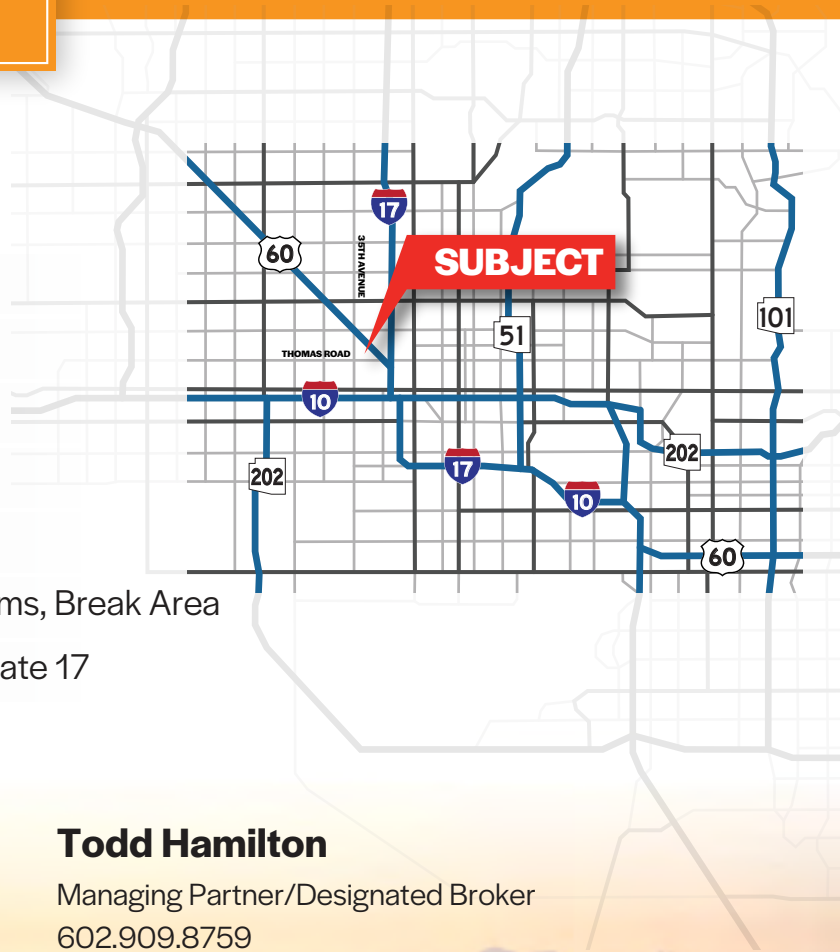 17
35TH AVENUE
60
SUBJECT
101
51
THOMAS ROAD
10
202
17
202
10
60
ms, Break Area
ate 17
Todd Hamilton
Managing Partner/Designated Broker
602.909.8759